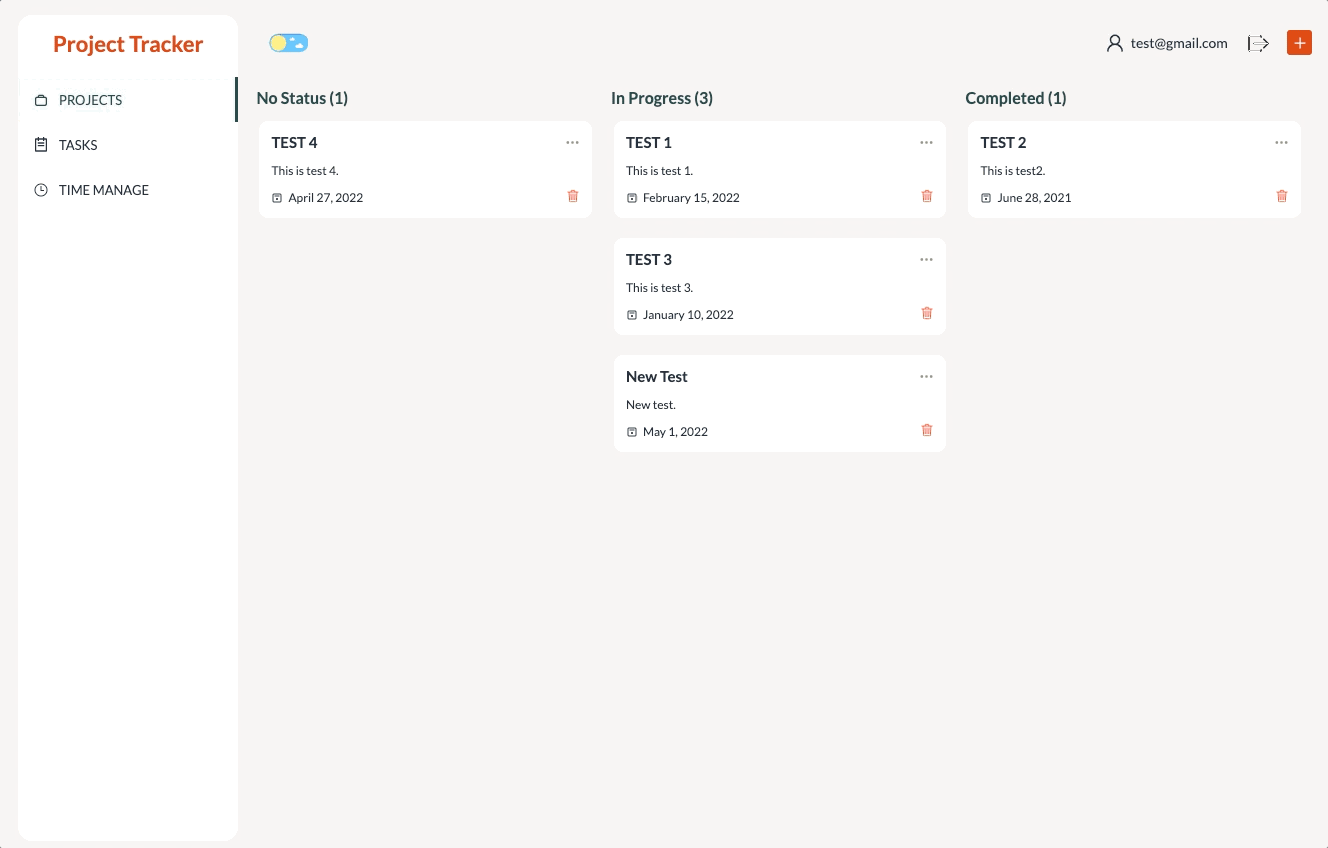 Project Tracker
PROJECTS
TASKS
TIME MANAGE
test@gmail.com
No Status (1)
TEST 4
This is test 4.
April 27, 2022
In Progress (3)
TEST 1
This is test 1.
February 15, 2022
TEST 3
This is test 3.
January 10, 2022
New Test
New test.
May 1, 2022
Completed (1)
TEST 2
This is test2.
June 28, 2021